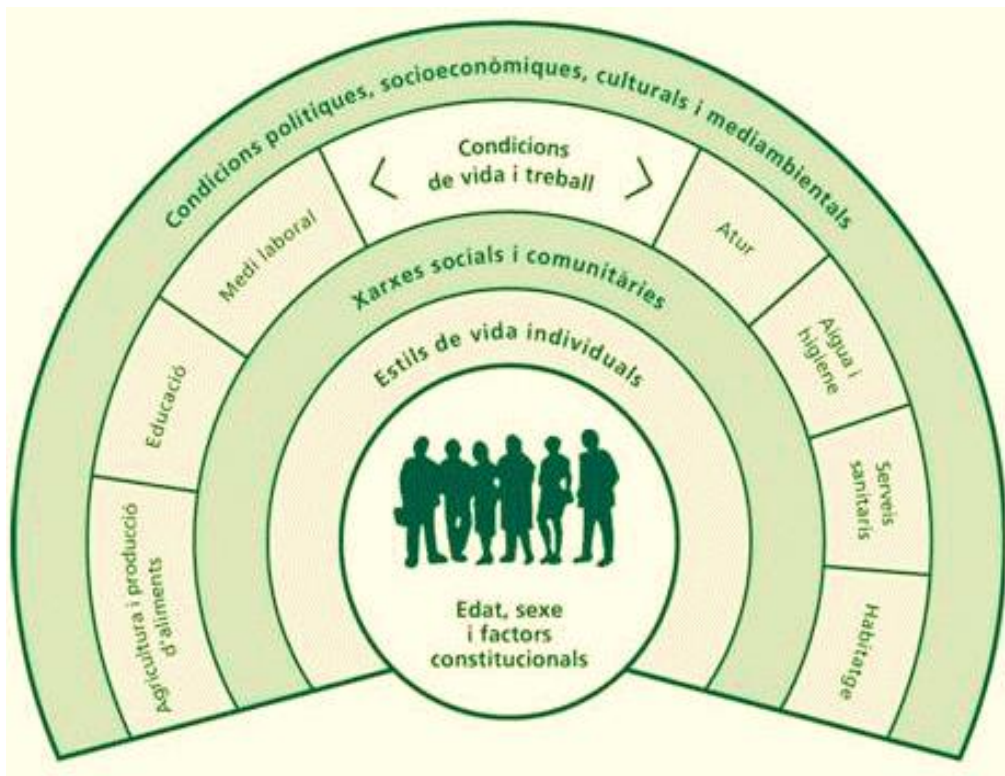 Condicions polítiques, socioeconòmiques, culturals i mediambientals
Condicions
de vida i treball
Agricultura i producció
d'aliments
Educació
Medi laboral
Atur
Aigua i
higiene
Serveis
sanitaris
Habitatge
Xarxes socials i comunitàries
Estils de vida individuals
Edat, sexe
i factors
constitucionals